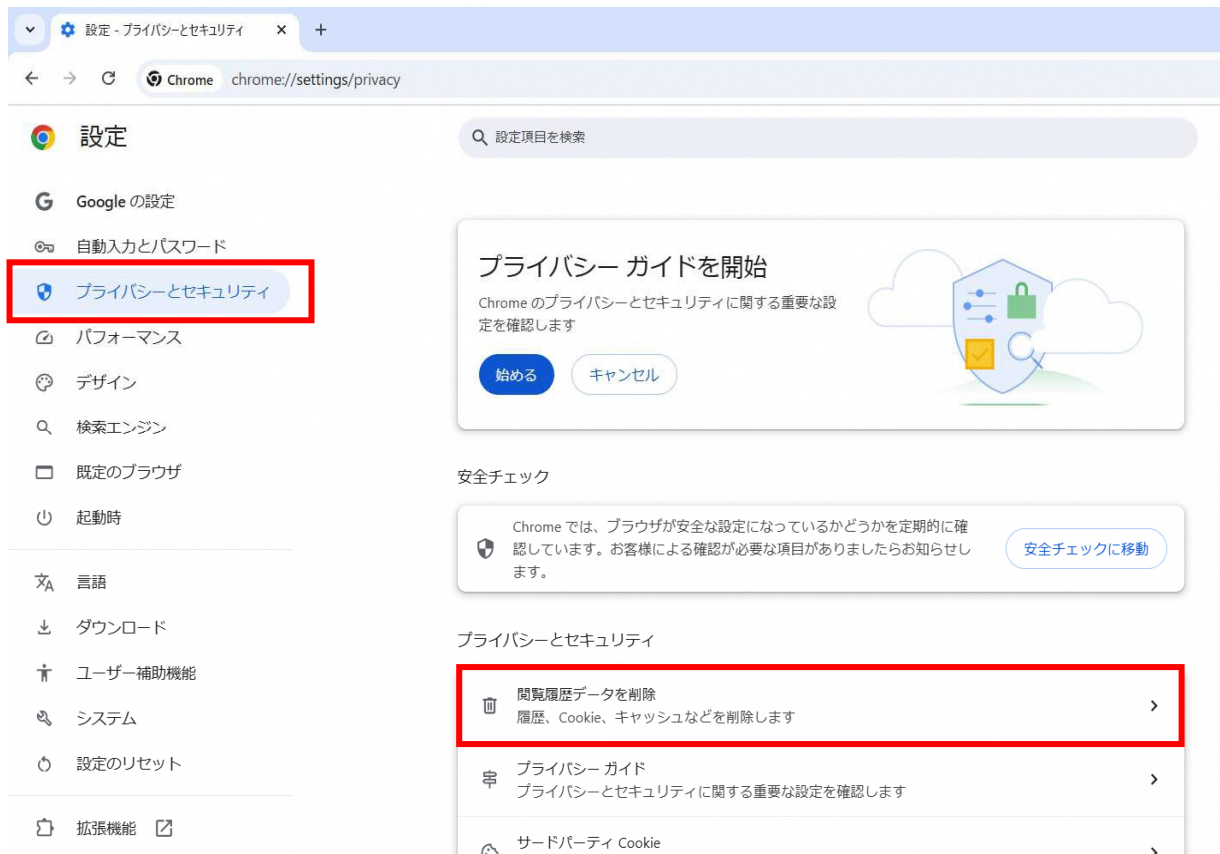 設定 - プライバシーとセキュリティ
Chrome
chrome://settings/privacy
設定
設定項目を検索
Google の設定
自動入力とパスワード
プライバシーとセキュリティ
パフォーマンス
デザイン
検索エンジン
既定のブラウザ
起動時
言語
ダウンロード
ユーザー補助機能
システム
設定のリセット
拡張機能
プライバシー ガイドを開始
Chrome のプライバシーとセキュリティに関する重要な設
定を確認します
始める
キャンセル
安全チェック
Chrome では、ブラウザが安全な設定になっているかどうかを定期的に確
認しています。お客様による確認が必要な項目がありましたらお知らせし
ます。
安全チェックに移動
プライバシーとセキュリティ
閲覧履歴データを削除
履歴、Cookie、キャッシュなどを削除します
プライバシー ガイド
プライバシーとセキュリティに関する重要な設定を確認します
サードパーティ Cookie